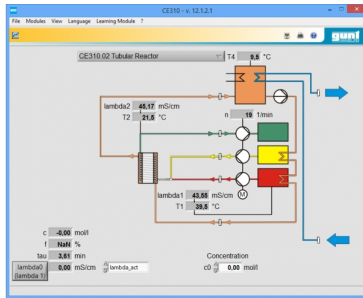 CE310 - v. 12.1.2.1
File Modules View Language Learning Module ?
gunt
CE310.02 Tubular Reactor
T4 9,5 °C
lambda2 45,17 mS/cm
T2 21,5 °C
n 19 1/min
lambda1 43,55 mS/cm
T1 39,5 °C
M
c -0,00 mol/l
f NaN %
tau 3,61 min
lambda0 (lambda 1) 0,00 mS/cm lambda_act
Concentration
c0 0,00 mol/l